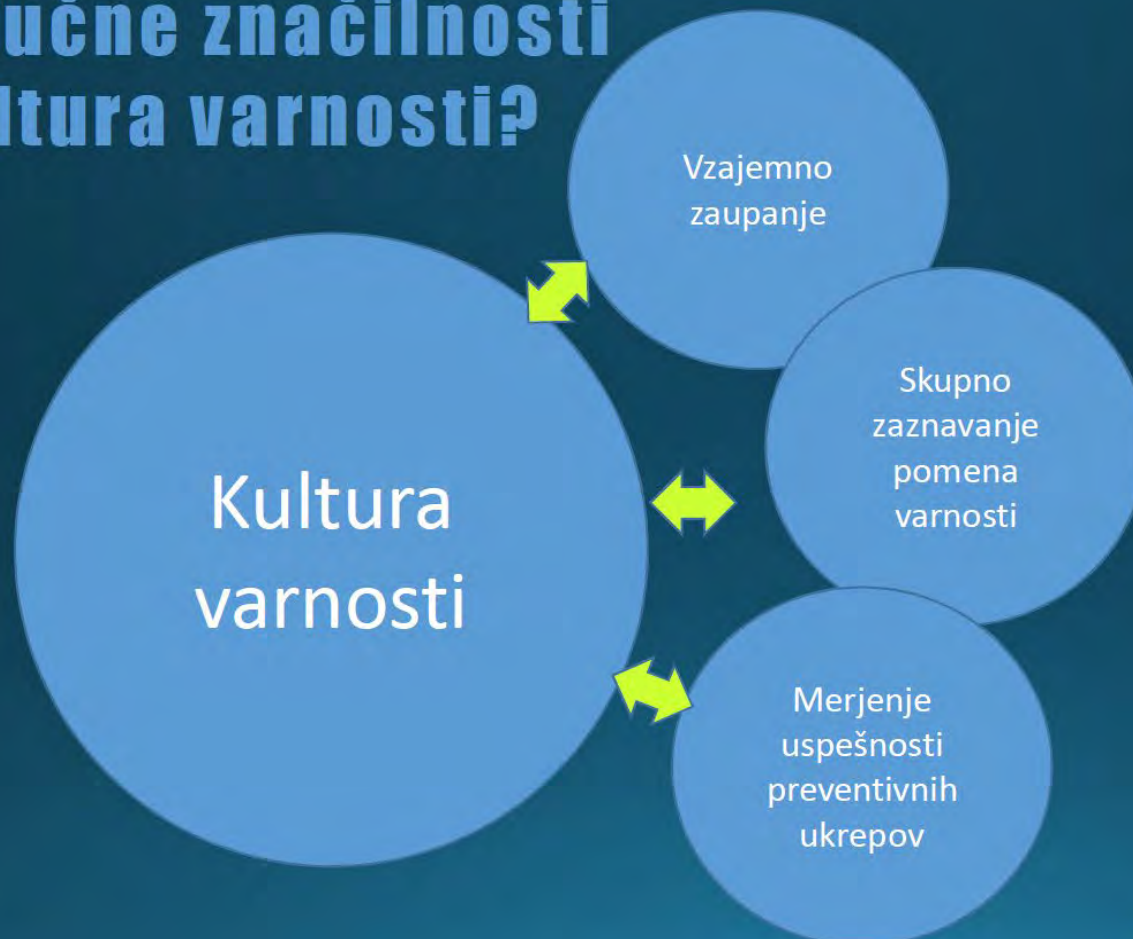 učne značilnosti
ltura varnosti?
Vzajemno
zaupanje
Skupno
zaznavanje
pomena
varnosti
Kultura
varnosti
Merjenje
uspešnosti
preventivnih
ukrepov